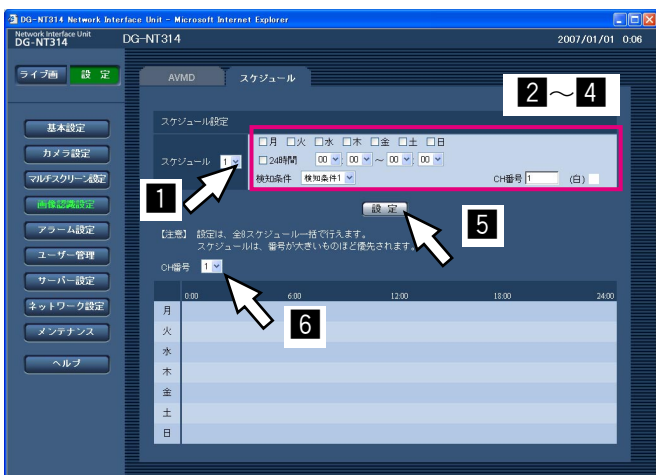 DG-NT314 Network Interface Unit - Microsoft Internet Explorer
Network Interface Unit
DG-NT314
DG-NT314
2007/01/01 0:06
ライブ画 設 定
AVMD スケジュール
2～4
基本設定
カメラ設定
マルチスクリーン設定
画像認識設定
アラーム設定
ユーザー管理
サーバー設定
ネットワーク設定
メンテナンス
ヘルプ
スケジュール設定
スケジュール 1
月 火 水 木 金 土 日
24時間 00 : 00 ～ 00 : 00
検知条件 検知条件1 CH番号 1 (白)
1
設 定
5
【注意】 設定は、全8スケジュール一括で行えます。
スケジュールは、番号が大きいものほど優先されます。
CH番号 1
6
0:00 6:00 12:00 18:00 24:00
月
火
水
木
金
土
日